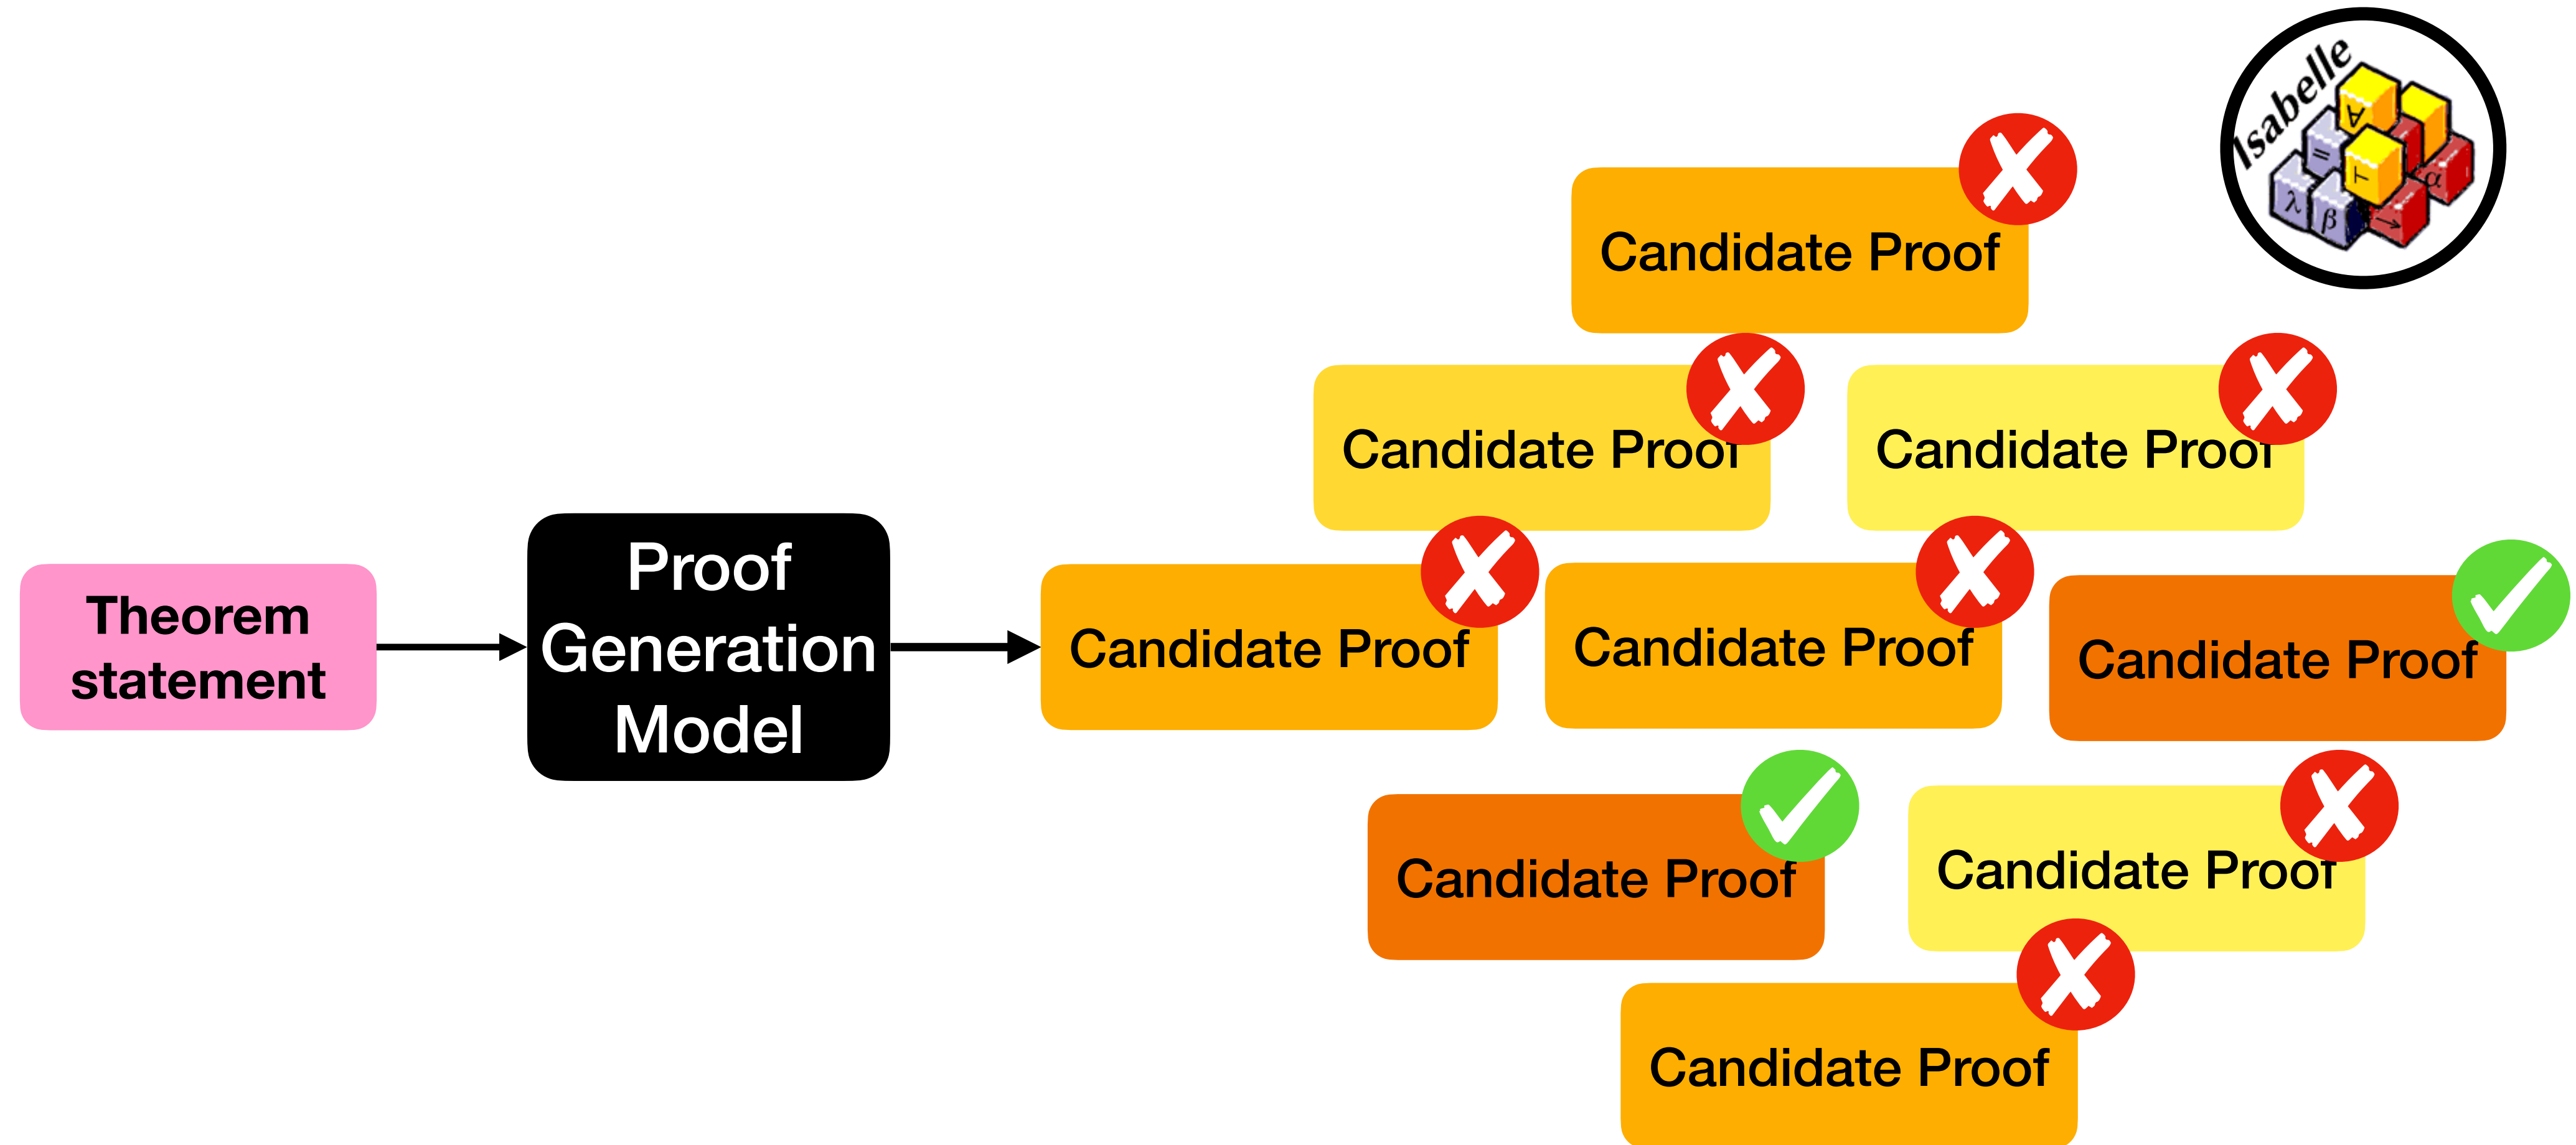 Isabelle
∀
=
⊢
α
λ
β
→
Candidate Proof
Candidate Proof
Candidate Proof
Theorem
statement
Proof
Generation
Model
Candidate Proof
Candidate Proof
Candidate Proof
Candidate Proof
Candidate Proof
Candidate Proof